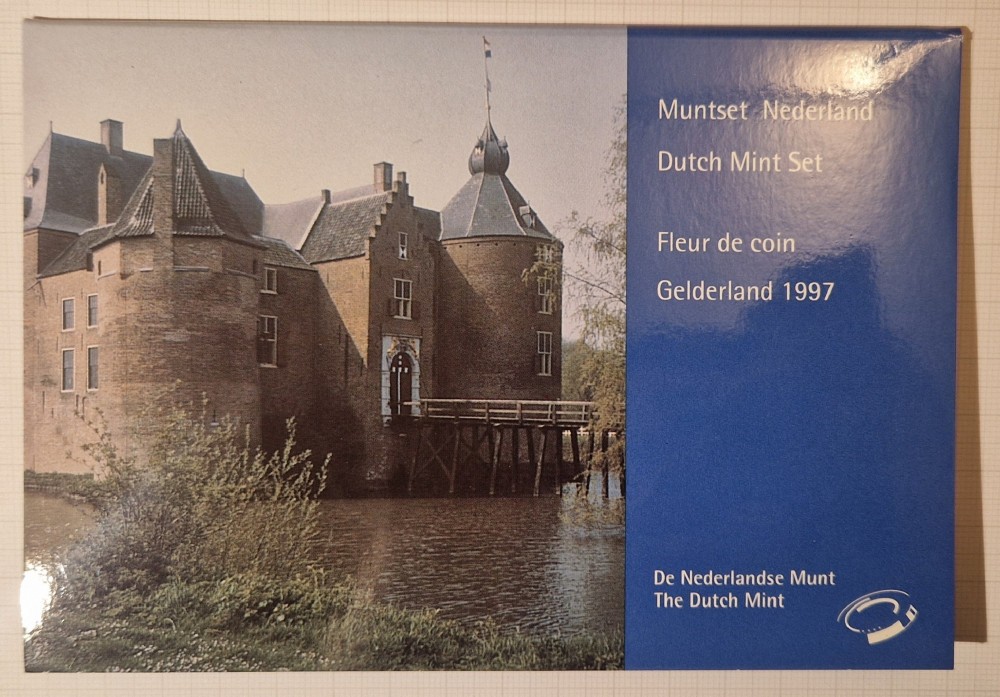 Muntset Nederland
Dutch Mint Set
Fleur de coin
Gelderland 1997
De Nederlandse Munt
The Dutch Mint